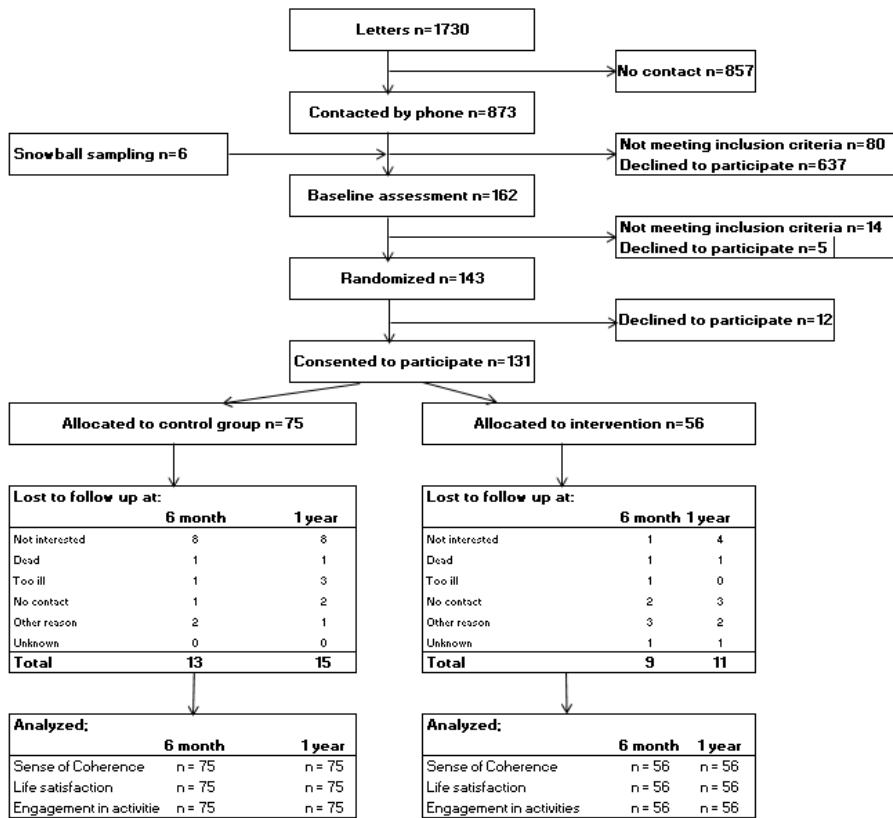 Letters n=1730
No contact n=857
Contacted by phone n=873
Snowball sampling n=6
Not meeting inclusion criteria n=80
Declined to participate n=637
Baseline assessment n=162
Not meeting inclusion criteria n=14
Declined to participate n=5
Randomized n=143
Declined to participate n=12
Consented to participate n=131
Allocated to control group n=75
Allocated to intervention n=56
Lost to follow up at:
6 month 1 year
Not interested 8 8
Dead 1 1
Too ill 1 3
No contact 1 2
Other reason 2 1
Unknown 0 0
Total 13 15
Lost to follow up at:
6 month 1 year
Not interested 1 4
Dead 1 1
Too ill 1 0
No contact 2 3
Other reason 3 2
Unknown 1 1
Total 9 11
Analyzed;
6 month 1 year
Sense of Coherence n = 75 n = 75
Life satisfaction n = 75 n = 75
Engagement in activitie n = 75 n = 75
Analyzed;
6 month 1 year
Sense of Coherence n = 56 n = 56
Life satisfaction n = 56 n = 56
Engagement in activities n = 56 n = 56